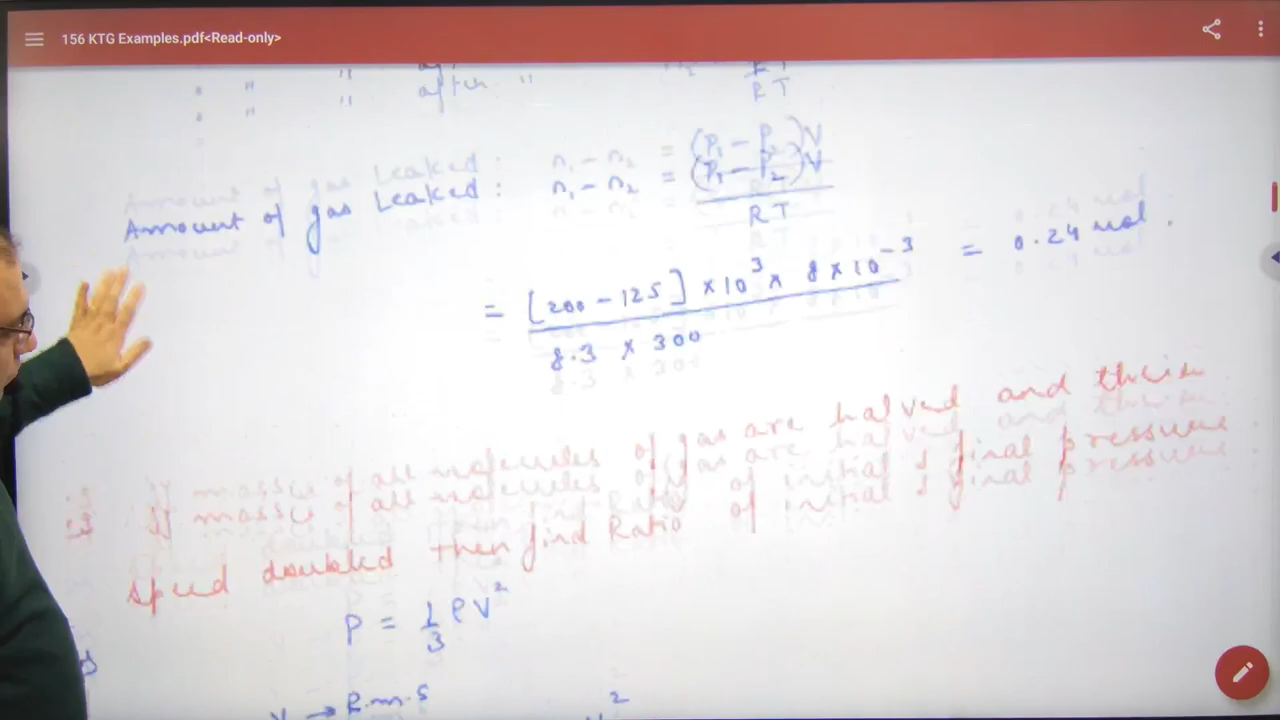 156 KTG Examples.pdf<Read-only>
" " after "
RT
Amount of gas Leaked : n₁ - n₂ = (P₁ - P₂)V
RT
= [200 - 125] × 10³ × 8 × 10⁻³ = 0.24 mol.
8.3 × 300
If masses of all molecules of gas are halved and their
speed doubled then find Ratio of initial & final pressure
P = 1/3 ρV²
V → R.m.s